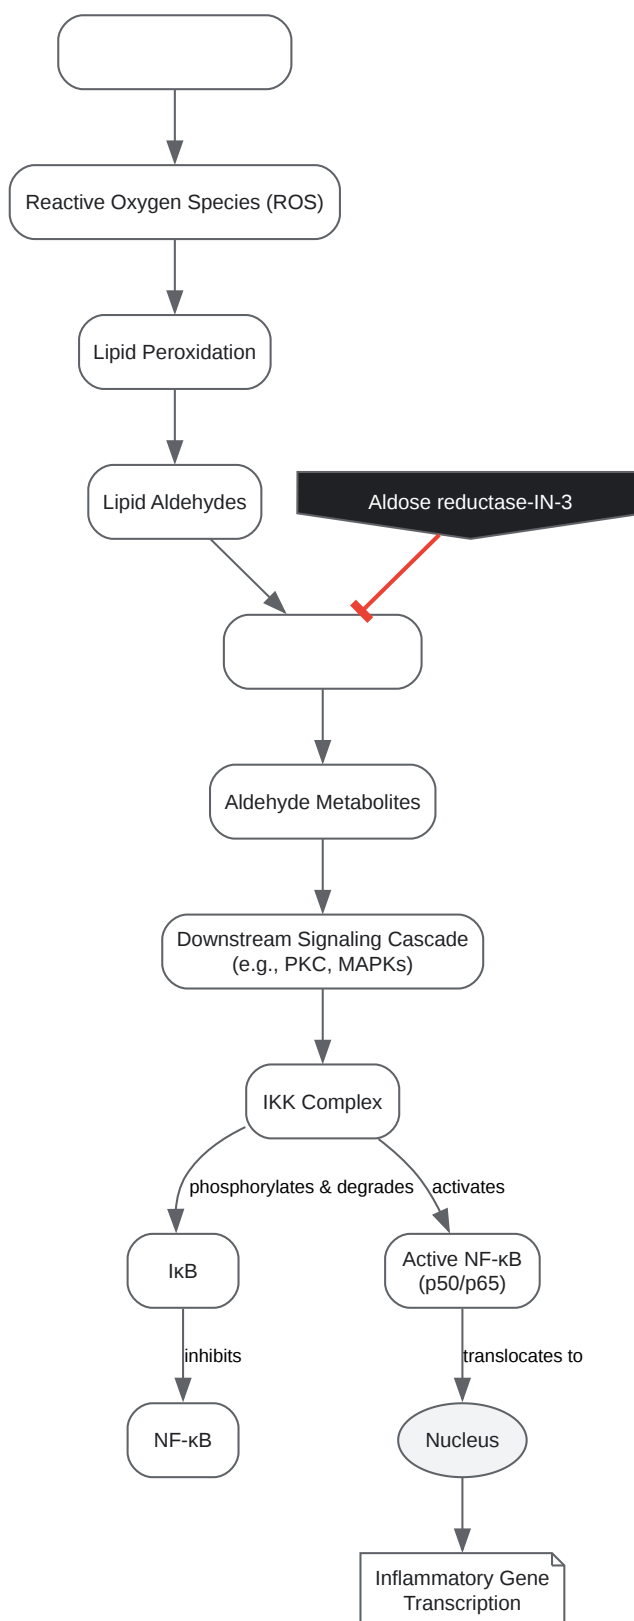 Reactive Oxygen Species (ROS)
Lipid Peroxidation
Lipid Aldehydes
Aldose reductase-IN-3
Aldehyde Metabolites
Downstream Signaling Cascade
(e.g., PKC, MAPKs)
IKK Complex
phosphorylates & degrades
activates
IκB
Active NF-κB
(p50/p65)
inhibits
translocates to
NF-κB
Nucleus
Inflammatory Gene
Transcription